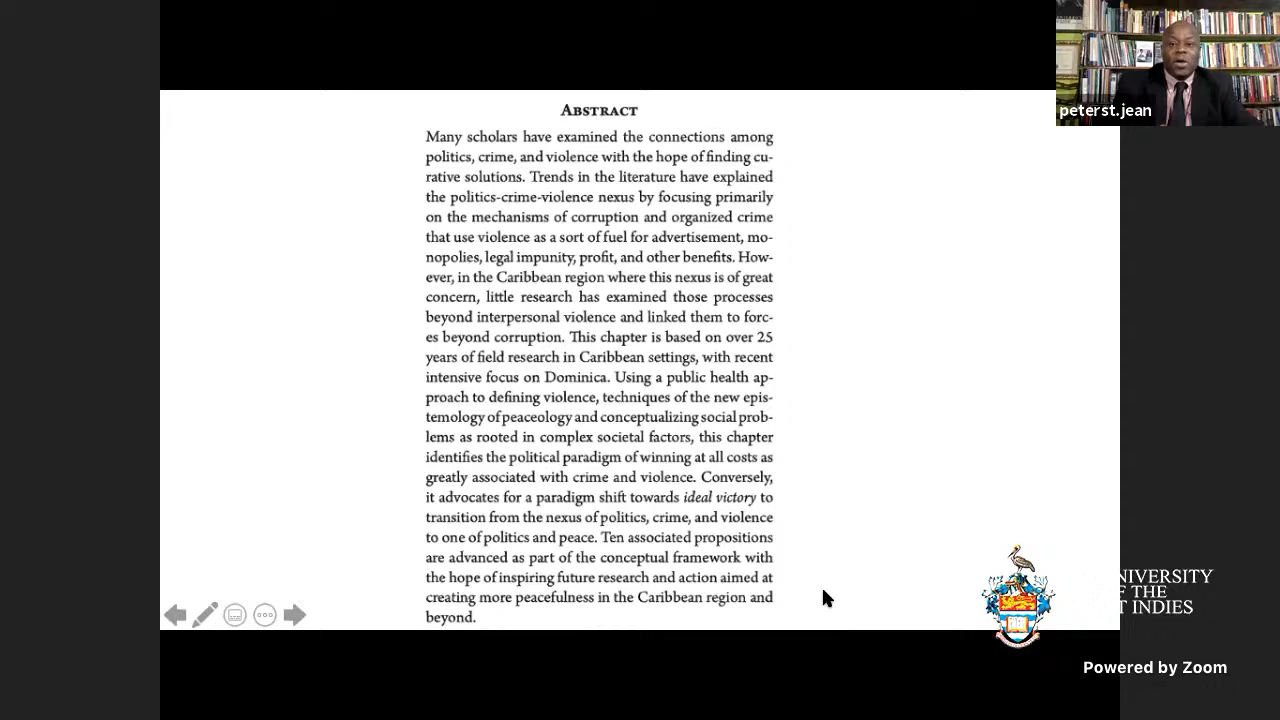 ABSTRACT
Many scholars have examined the connections among
politics, crime, and violence with the hope of finding cu-
rative solutions. Trends in the literature have explained
the politics-crime-violence nexus by focusing primarily
on the mechanisms of corruption and organized crime
that use violence as a sort of fuel for advertisement, mo-
nopolies, legal impunity, profit, and other benefits. How-
ever, in the Caribbean region where this nexus is of great
concern, little research has examined those processes
beyond interpersonal violence and linked them to forc-
es beyond corruption. This chapter is based on over 25
years of field research in Caribbean settings, with recent
intensive focus on Dominica. Using a public health ap-
proach to defining violence, techniques of the new epis-
temology of peaceology and conceptualizing social prob-
lems as rooted in complex societal factors, this chapter
identifies the political paradigm of winning at all costs as
greatly associated with crime and violence. Conversely,
it advocates for a paradigm shift towards ideal victory to
transition from the nexus of politics, crime, and violence
to one of politics and peace. Ten associated propositions
are advanced as part of the conceptual framework with
the hope of inspiring future research and action aimed at
creating more peacefulness in the Caribbean region and
beyond.
peterst.jean
NIVERSITY
F THE
T INDIES
Powered by Zoom